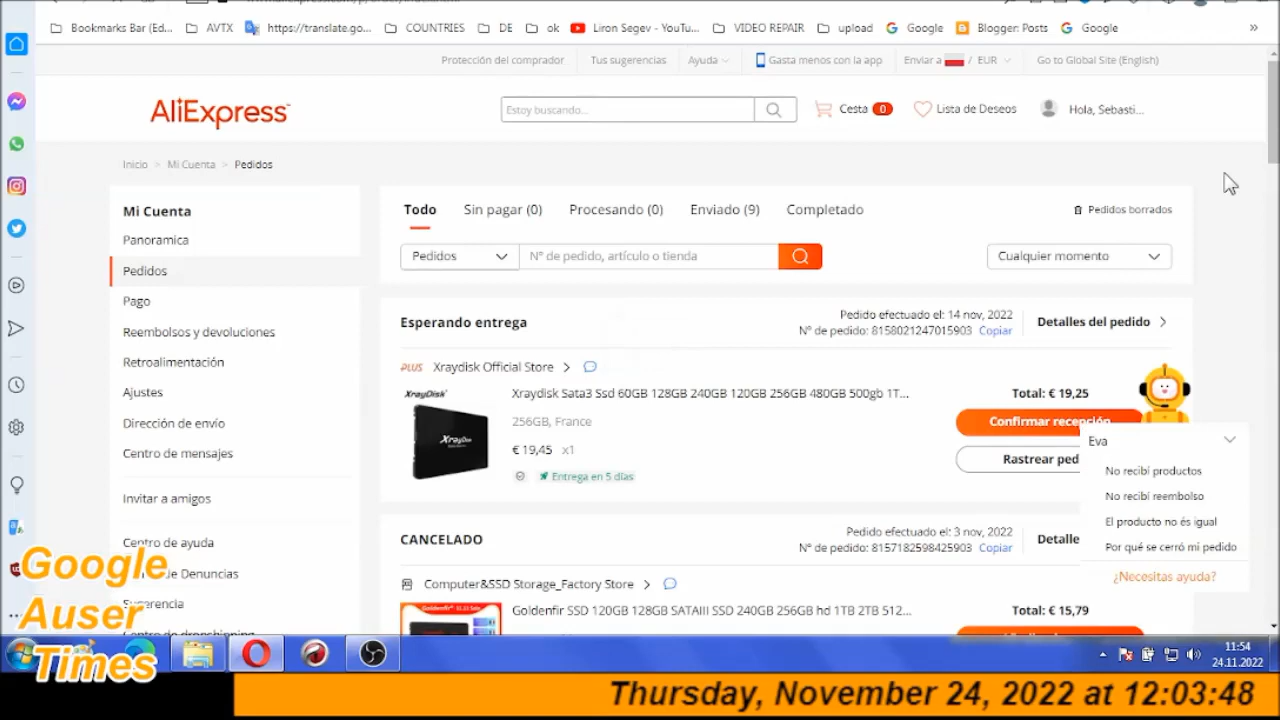 Bookmarks Bar (Ed... AVTX https://translate.go... COUNTRIES DE ok Liron Segev - YouTu... VIDEO REPAIR upload Google Blogger: Posts Google »
Protección del comprador Tus sugerencias Ayuda Gasta menos con la app Enviar a / EUR Go to Global Site (English)
AliExpress Estoy buscando... Cesta 0 Lista de Deseos Hola, Sebasti...
Inicio > Mi Cuenta > Pedidos
Mi Cuenta
Panoramica
Pedidos
Pago
Reembolsos y devoluciones
Retroalimentación
Ajustes
Dirección de envío
Centro de mensajes
Invitar a amigos
Centro de ayuda
de Denuncias
Sugerencia
Todo Sin pagar (0) Procesando (0) Enviado (9) Completado Pedidos borrados
Pedidos Nº de pedido, artículo o tienda Cualquier momento
Esperando entrega Pedido efectuado el: 14 nov, 2022 Detalles del pedido
Nº de pedido: 8158021247015903 Copiar
PLUS Xraydisk Official Store
XrayDisk Xraydisk Sata3 Ssd 60GB 128GB 240GB 120GB 256GB 480GB 500gb 1T... Total: € 19,25
256GB, France Confirmar recepción
€ 19,45 x1 Rastrear ped
Entrega en 5 días
CANCELADO Pedido efectuado el: 3 nov, 2022 Detalle
Nº de pedido: 8157182598425903 Copiar
Computer&SSD Storage_Factory Store
Goldenfir SSD 120GB 128GB SATAIII SSD 240GB 256GB hd 1TB 2TB 512... Total: € 15,79
Eva
No recibí productos
No recibí reembolso
El producto no és igual
Por qué se cerró mi pedido
¿Necesitas ayuda?
Google
Auser
Times
11:54
24.11.2022
Thursday, November 24, 2022 at 12:03:48